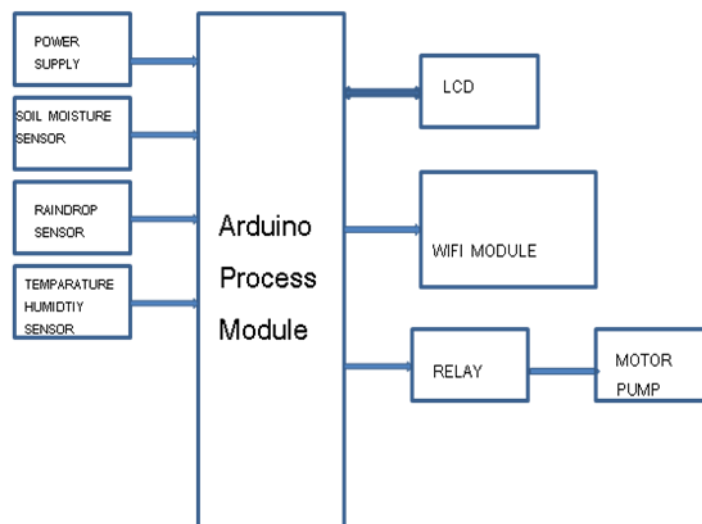 POWER
SUPPLY
SOIL MOISTURE
SENSOR
RAINDROP
SENSOR
TEMPARATURE
HUMIDTIY
SENSOR
Arduino
Process
Module
LCD
WIFI MODULE
RELAY
MOTOR
PUMP